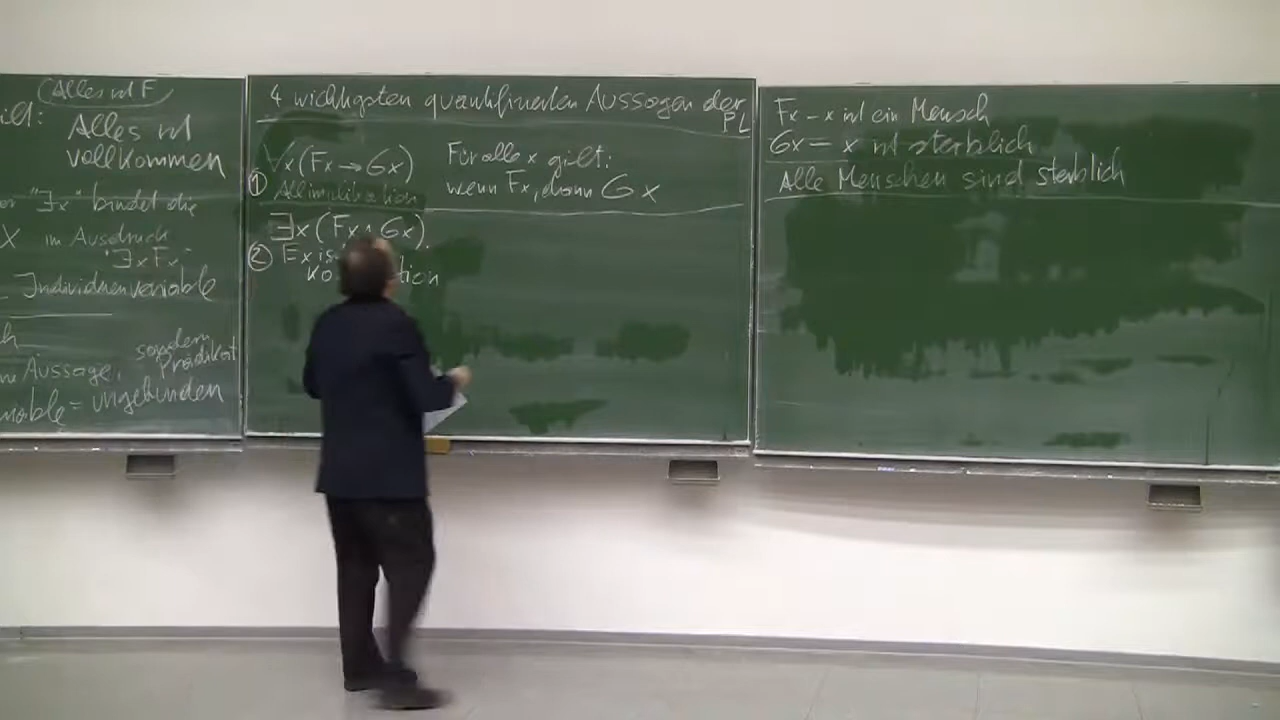 (Alles ist F)
Alles ist
vollkommen
"∃x" bindet die
X im Ausdruck
"∃xFx"
Individuenvariable
sondern
Aussage, Prädikat
= ungebunden
4 wichtigsten quantifizierten Aussagen der
PL
∀x(Fx→Gx)
① Allimplikation
Für alle x gilt:
wenn Fx, dann Gx
∃x(Fx∧Gx)
②
Fx – x ist ein Mensch
Gx – x ist sterblich
Alle Menschen sind sterblich